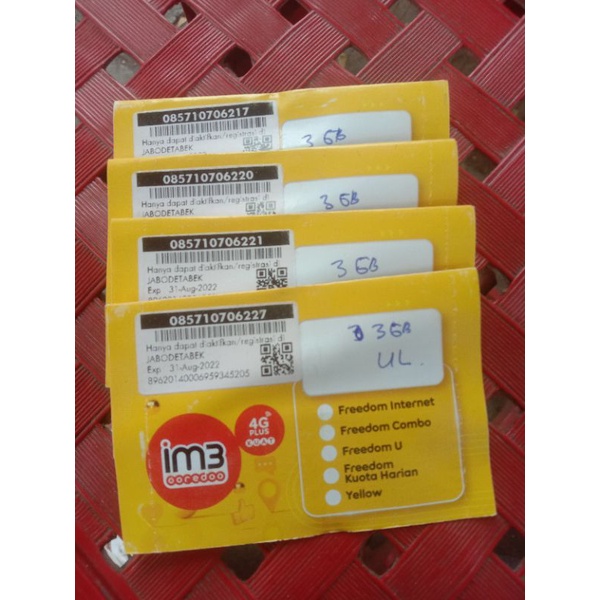 085710706217
Hanya dapat diaktifkan/registrasi di
JABODETABEK
3 GB
085710706220
Hanya dapat diaktifkan/registrasi di
JABODETABEK
3 GB
085710706221
Hanya dapat diaktifkan/registrasi di
JABODETABEK
Exp 31-Aug-2022
3 GB
085710706227
Hanya dapat diaktifkan/registrasi di
JABODETABEK
Exp 31-Aug-2022
89620140006959345205
3 GB
UL.
im3
ooredoo
4G
PLUS
KUAT
Freedom Internet
Freedom Combo
Freedom U
Freedom
Kuota Harian
Yellow